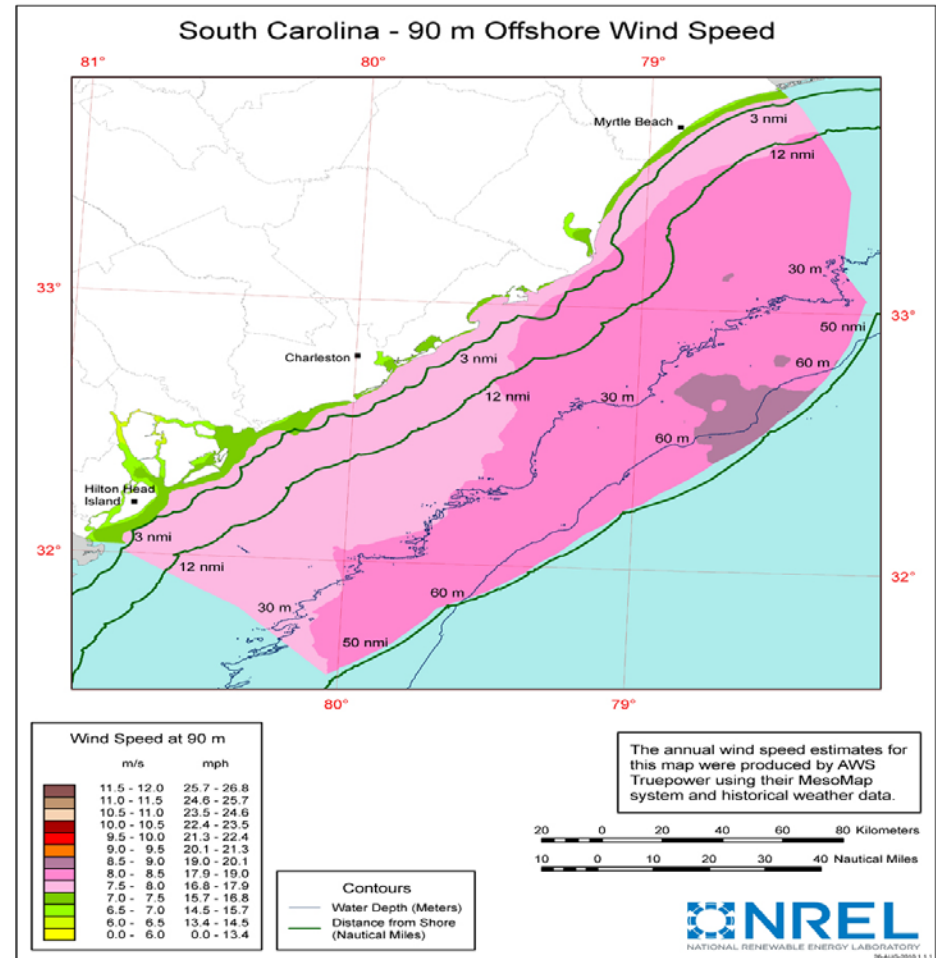 South Carolina - 90 m Offshore Wind Speed
81°
80°
79°
Myrtle Beach
3 nmi
12 nmi
30 m
33°
33°
50 nmi
Charleston
3 nmi
60 m
12 nmi
30 m
60 m
Hilton Head
Island
3 nmi
32°
12 nmi
32°
60 m
30 m
50 nmi
80°
79°
Wind Speed at 90 m
m/s mph
11.5 - 12.0 25.7 - 26.8
11.0 - 11.5 24.6 - 25.7
10.5 - 11.0 23.5 - 24.6
10.0 - 10.5 22.4 - 23.5
9.5 - 10.0 21.3 - 22.4
9.0 - 9.5 20.1 - 21.3
8.5 - 9.0 19.0 - 20.1
8.0 - 8.5 17.9 - 19.0
7.5 - 8.0 16.8 - 17.9
7.0 - 7.5 15.7 - 16.8
6.5 - 7.0 14.5 - 15.7
6.0 - 6.5 13.4 - 14.5
0.0 - 6.0 0.0 - 13.4
Contours
Water Depth (Meters)
Distance from Shore
(Nautical Miles)
The annual wind speed estimates for
this map were produced by AWS
Truepower using their MesoMap
system and historical weather data.
20 0 20 40 60 80 Kilometers
10 0 10 20 30 40 Nautical Miles
NREL
NATIONAL RENEWABLE ENERGY LABORATORY